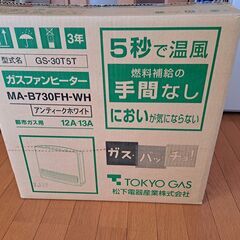 3年
型式名 GS-30T5T
ガスファンヒーター
MA-B730FH-WH
アンティークホワイト
都市ガス用 12A・13A
5秒で温風
燃料補給の
手間なし
においが気にならない
ガス・パッ・チョ!
TOKYO GAS
松下電器産業株式会社